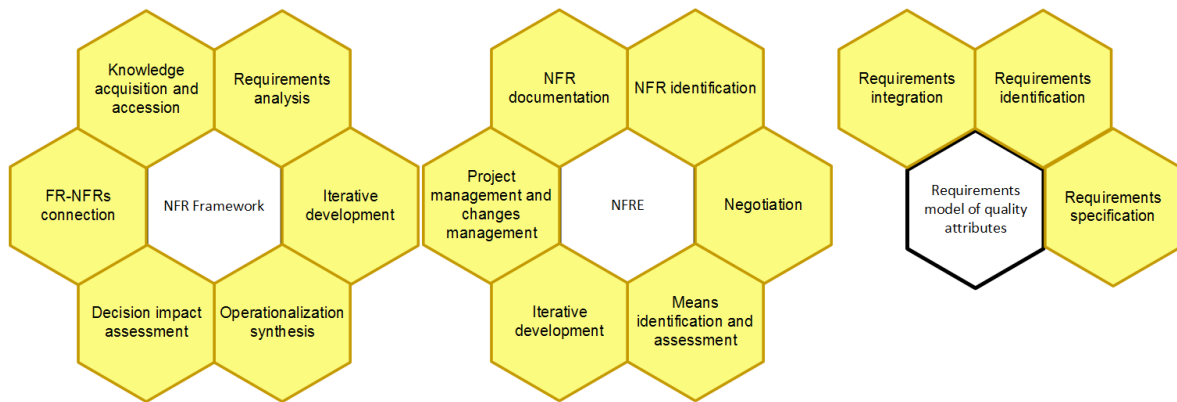 Knowledge
acquisition and
accession
Requirements
analysis
FR-NFRs
connection
NFR Framework
Iterative
development
Decision impact
assessment
Operationalization
synthesis
NFR
documentation
NFR identification
Project
management and
changes
management
NFRE
Negotiation
Iterative
development
Means
identification and
assessment
Requirements
integration
Requirements
identification
Requirements
model of quality
attributes
Requirements
specification